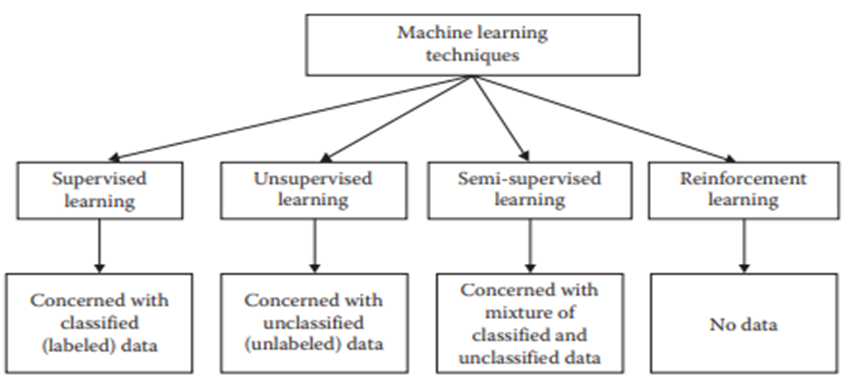 Machine learning
techniques
Supervised
learning
Unsupervised
learning
Semi-supervised
learning
Reinforcement
learning
Concerned with
classified
(labeled) data
Concerned with
unclassified
(unlabeled) data
Concerned with
mixture of
classified and
unclassified data
No data